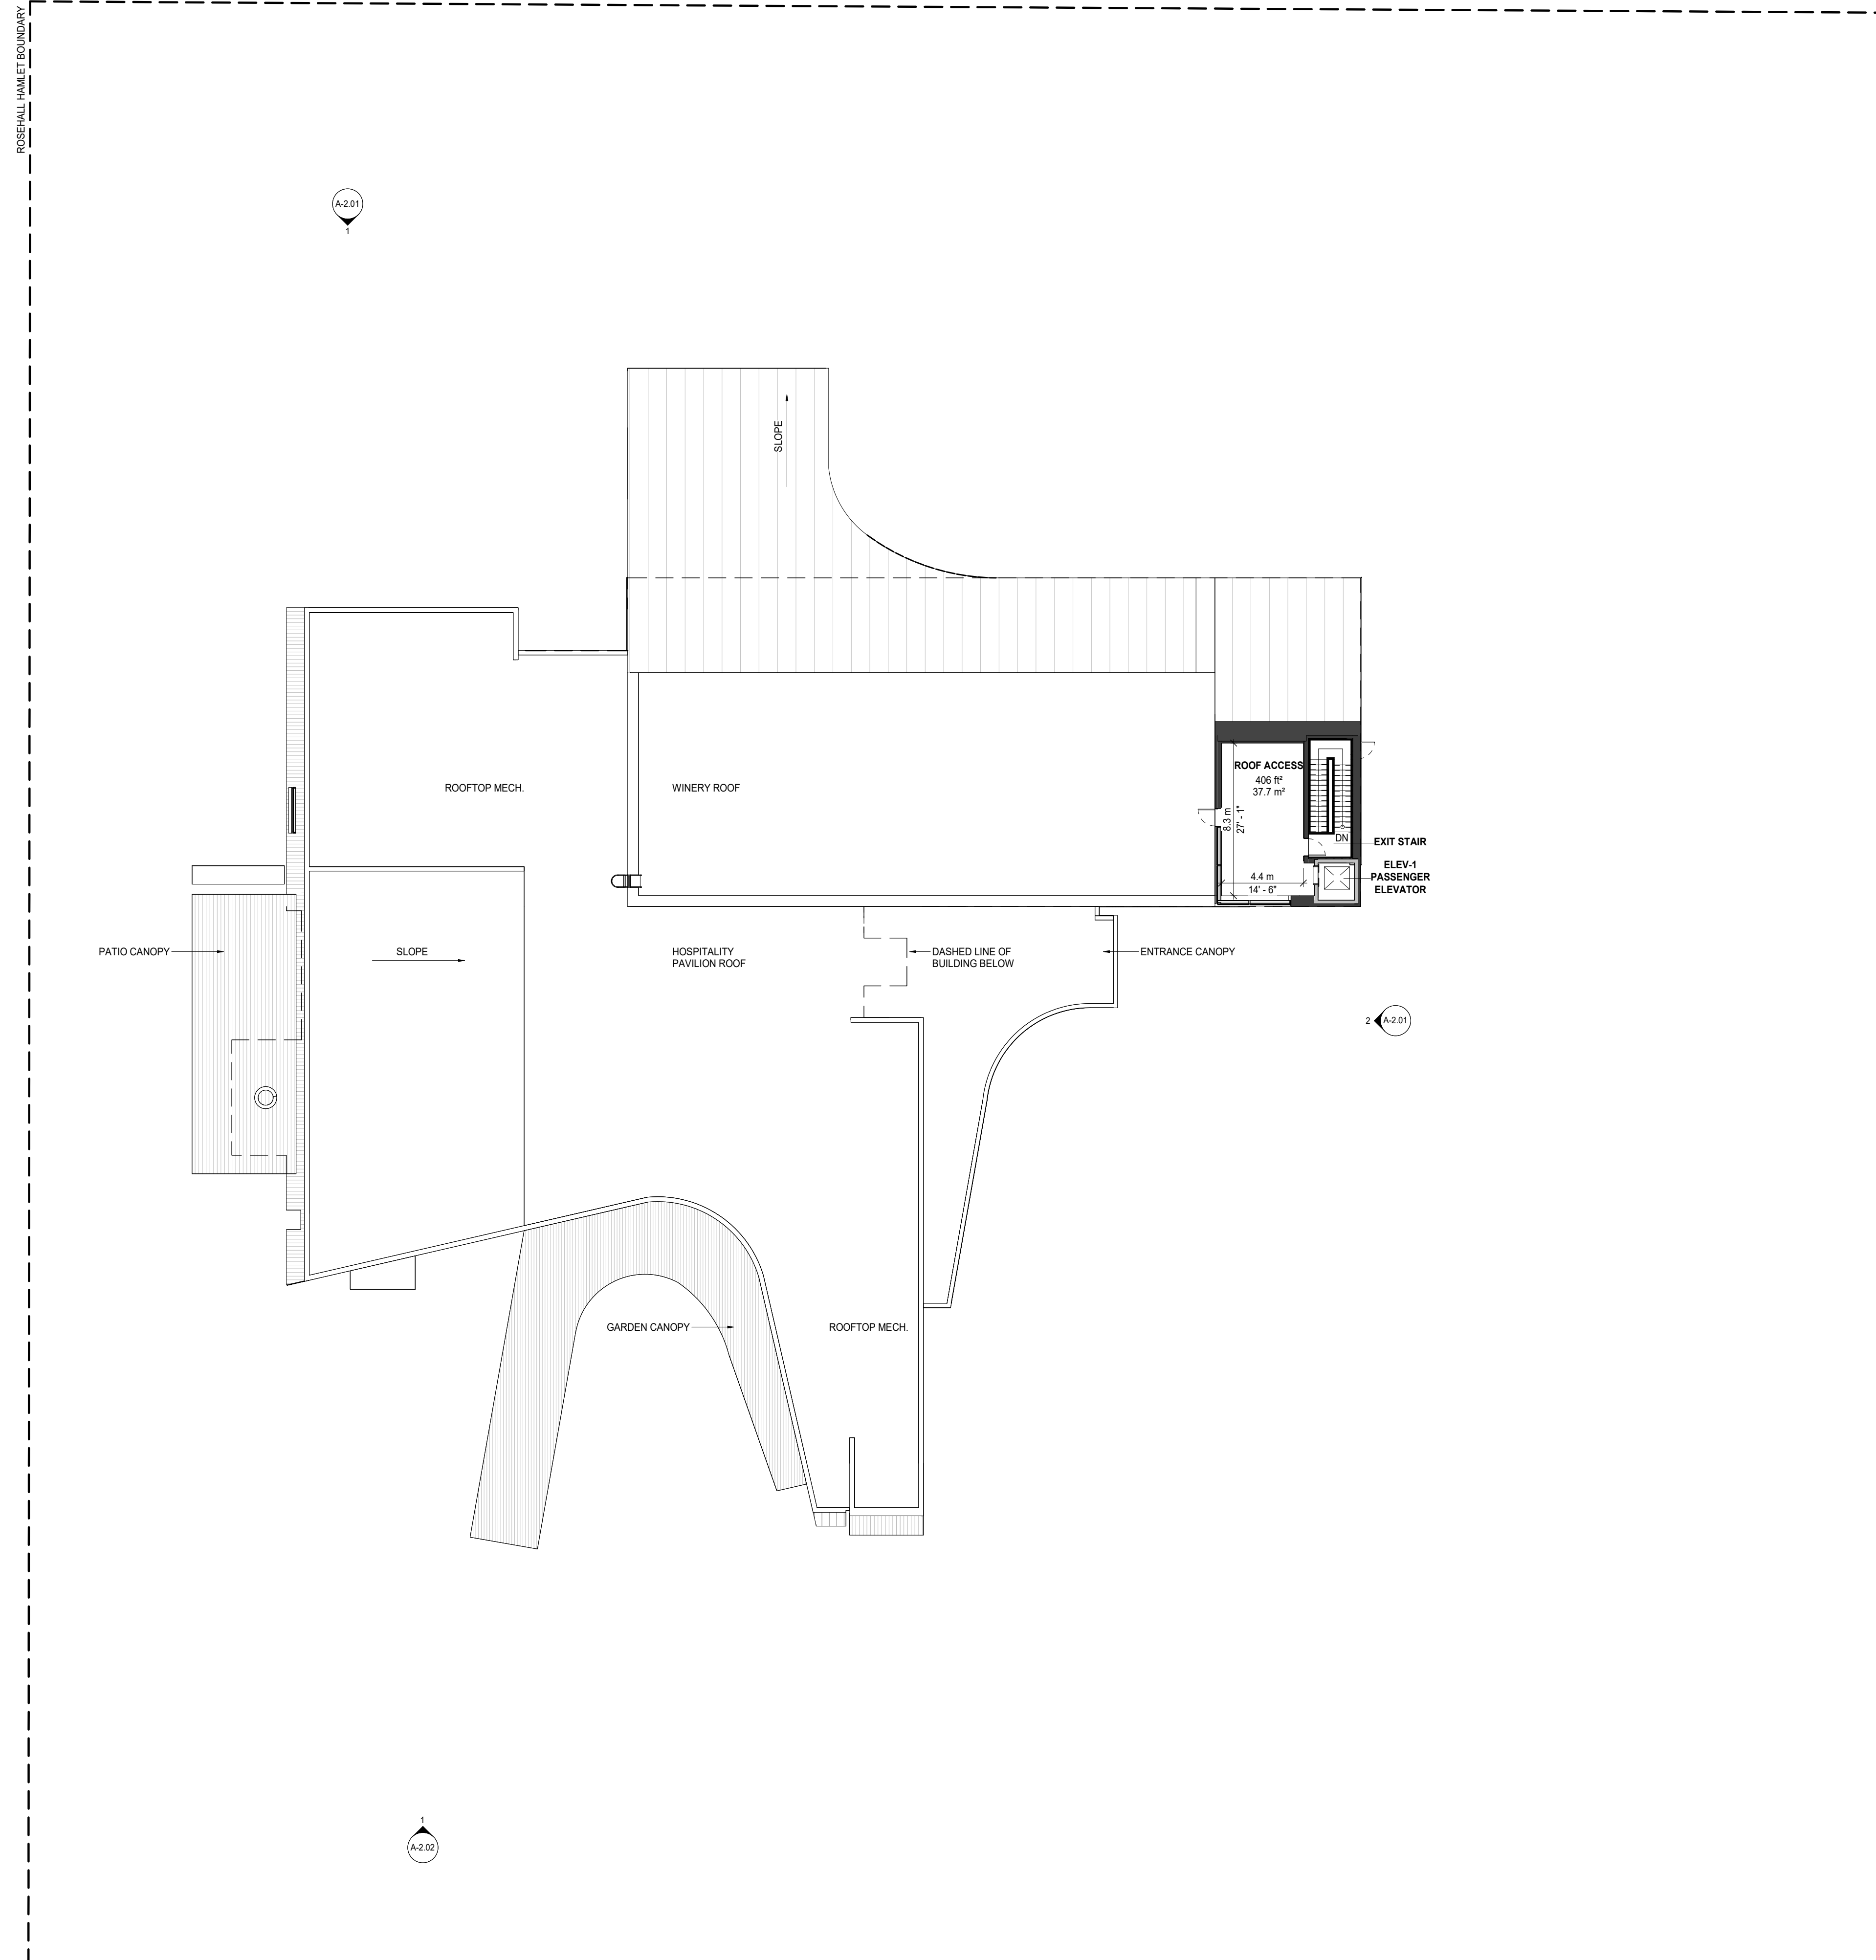 ROSEHALL HAMLET BOUNDARY
A-2.01
1
SLOPE
ROOFTOP MECH.
WINERY ROOF
ROOF ACCESS
406 ft²
37.7 m²
8.3 m
27' - 1"
DN
EXIT STAIR
ELEV-1
PASSENGER
ELEVATOR
4.4 m
14' - 6"
PATIO CANOPY
SLOPE
HOSPITALITY
PAVILION ROOF
DASHED LINE OF
BUILDING BELOW
ENTRANCE CANOPY
2
A-2.01
GARDEN CANOPY
ROOFTOP MECH.
1
A-2.02